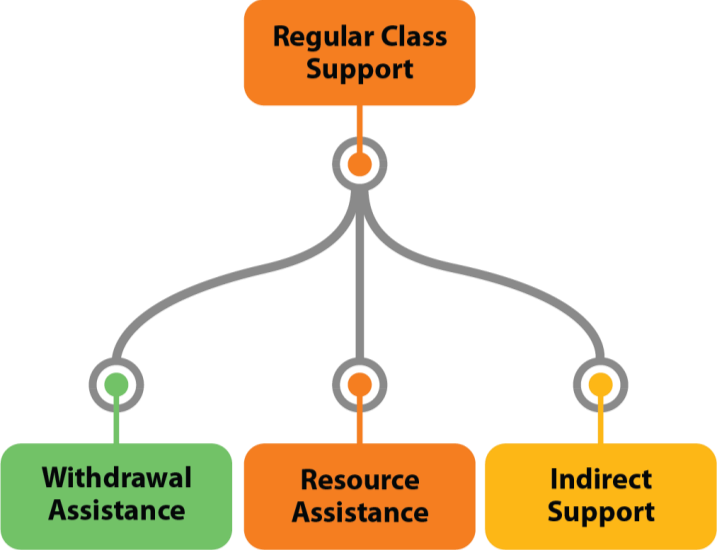 Regular Class
Support
Withdrawal
Assistance
Resource
Assistance
Indirect
Support